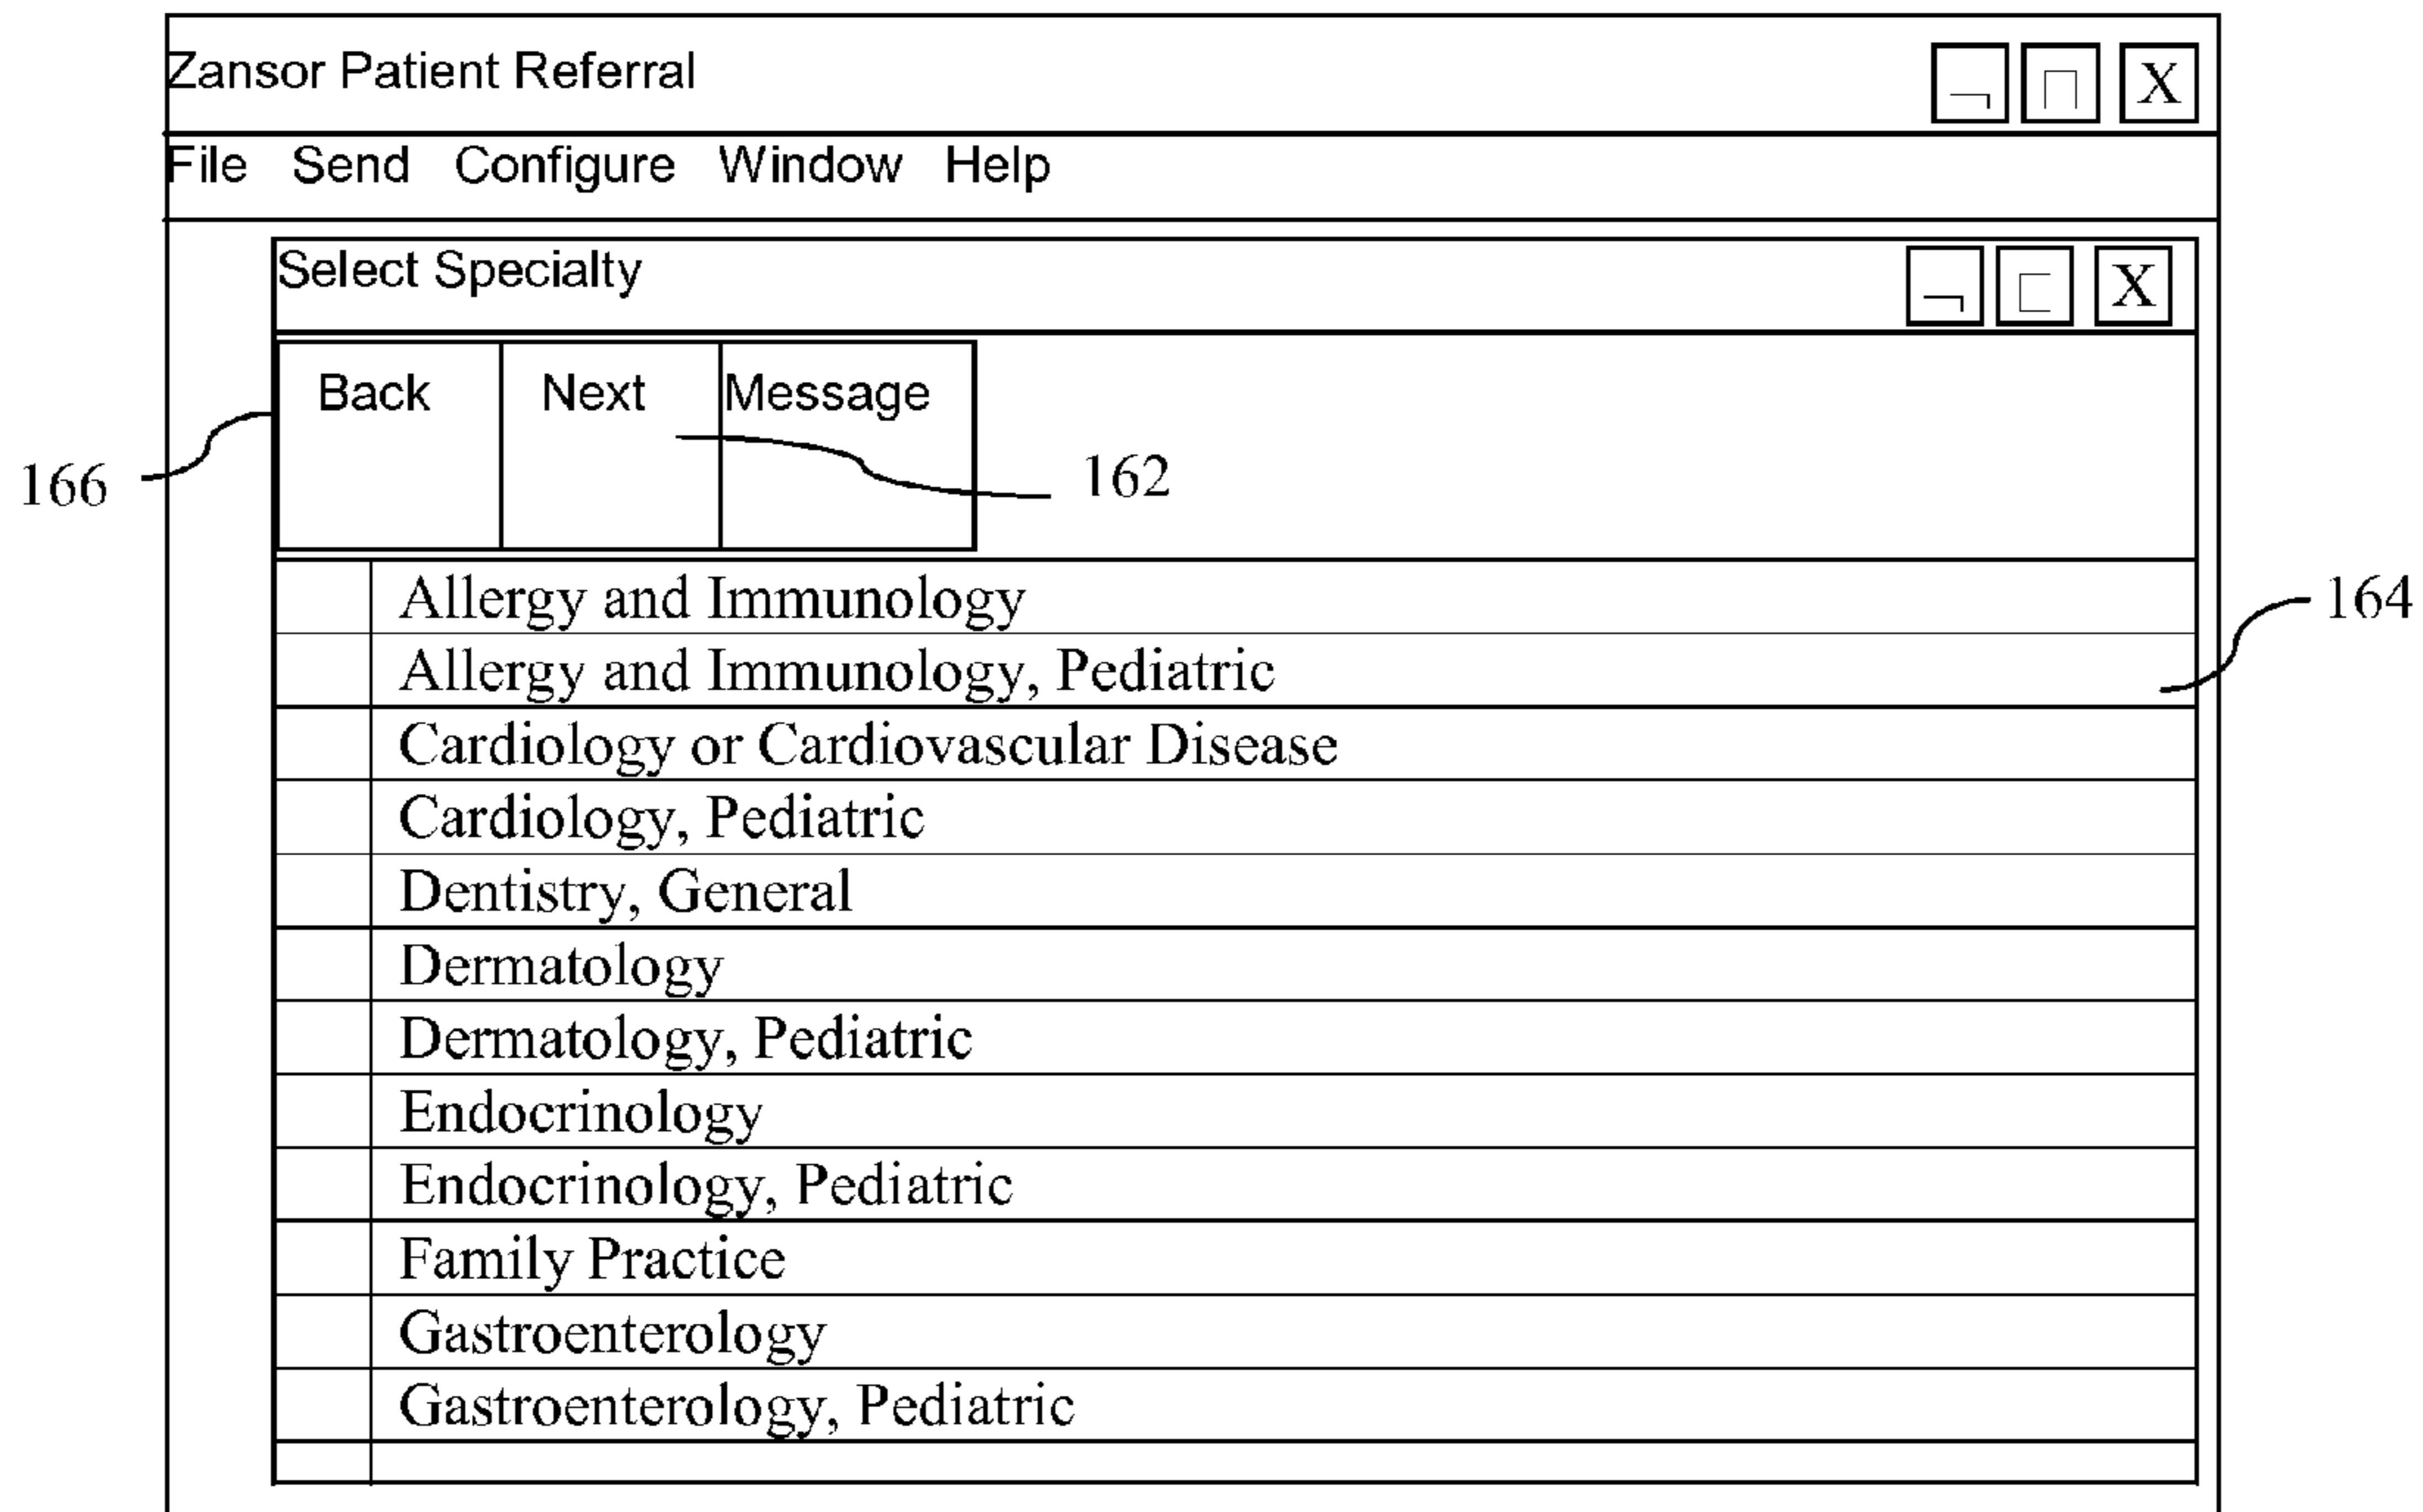 Zansor Patient Referral X
File Send Configure Window Help
Select Specialty X
Back Next Message
166
162
Allergy and Immunology
164
Allergy and Immunology, Pediatric
Cardiology or Cardiovascular Disease
Cardiology, Pediatric
Dentistry, General
Dermatology
Dermatology, Pediatric
Endocrinology
Endocrinology, Pediatric
Family Practice
Gastroenterology
Gastroenterology, Pediatric